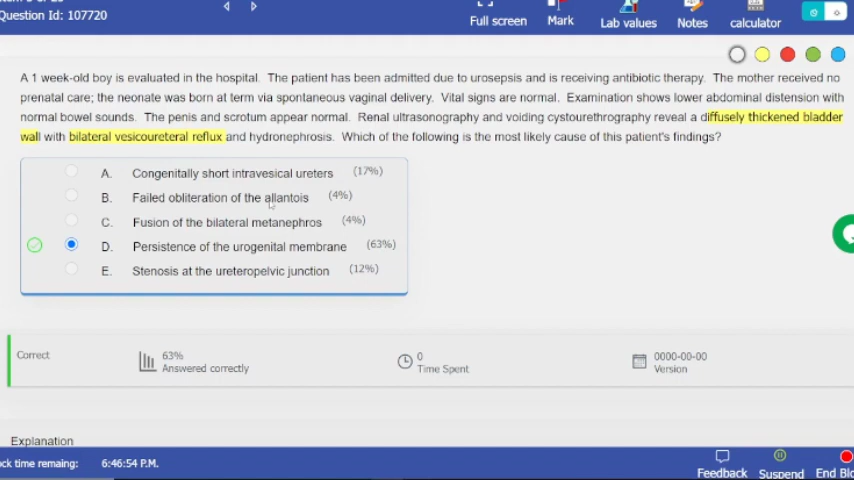 Question Id: 107720
Full screen
Mark
Lab values
Notes
calculator
A 1 week-old boy is evaluated in the hospital. The patient has been admitted due to urosepsis and is receiving antibiotic therapy. The mother received no
prenatal care; the neonate was born at term via spontaneous vaginal delivery. Vital signs are normal. Examination shows lower abdominal distension with
normal bowel sounds. The penis and scrotum appear normal. Renal ultrasonography and voiding cystourethrography reveal a diffusely thickened bladder
wall with bilateral vesicoureteral reflux and hydronephrosis. Which of the following is the most likely cause of this patient's findings?
A. Congenitally short intravesical ureters (17%)
B. Failed obliteration of the allantois (4%)
C. Fusion of the bilateral metanephros (4%)
D. Persistence of the urogenital membrane (63%)
E. Stenosis at the ureteropelvic junction (12%)
Correct
63%
Answered correctly
0
Time Spent
0000-00-00
Version
Explanation
ock time remaing: 6:46:54 P.M.
Feedback
Suspend
End Blo